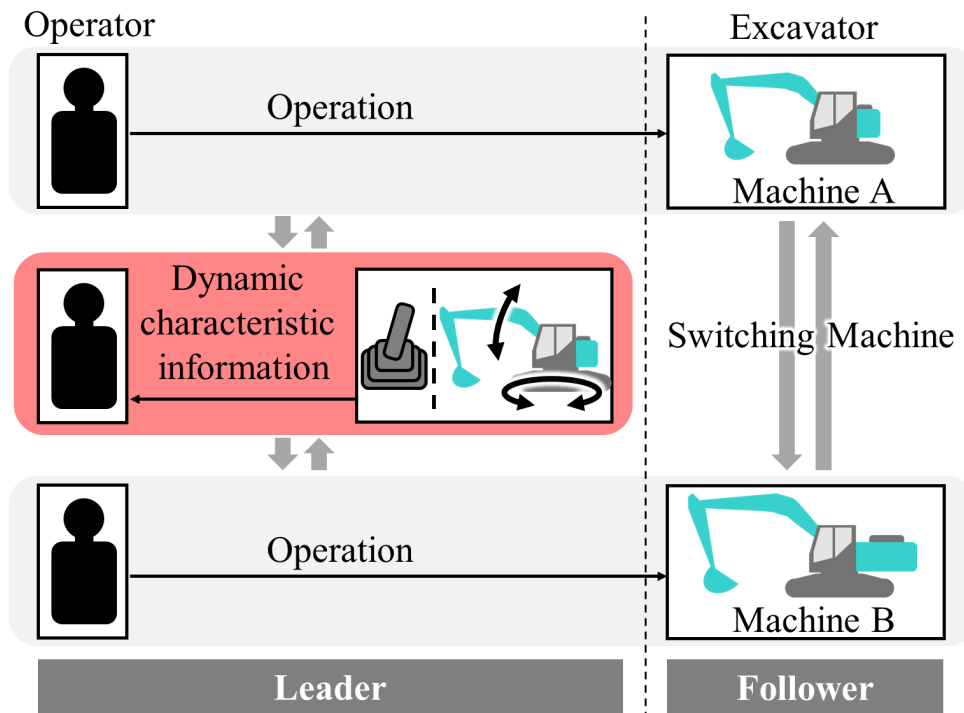 Operator
Excavator
Operation
Machine A
Dynamic
characteristic
information
Switching Machine
Operation
Machine B
Leader
Follower